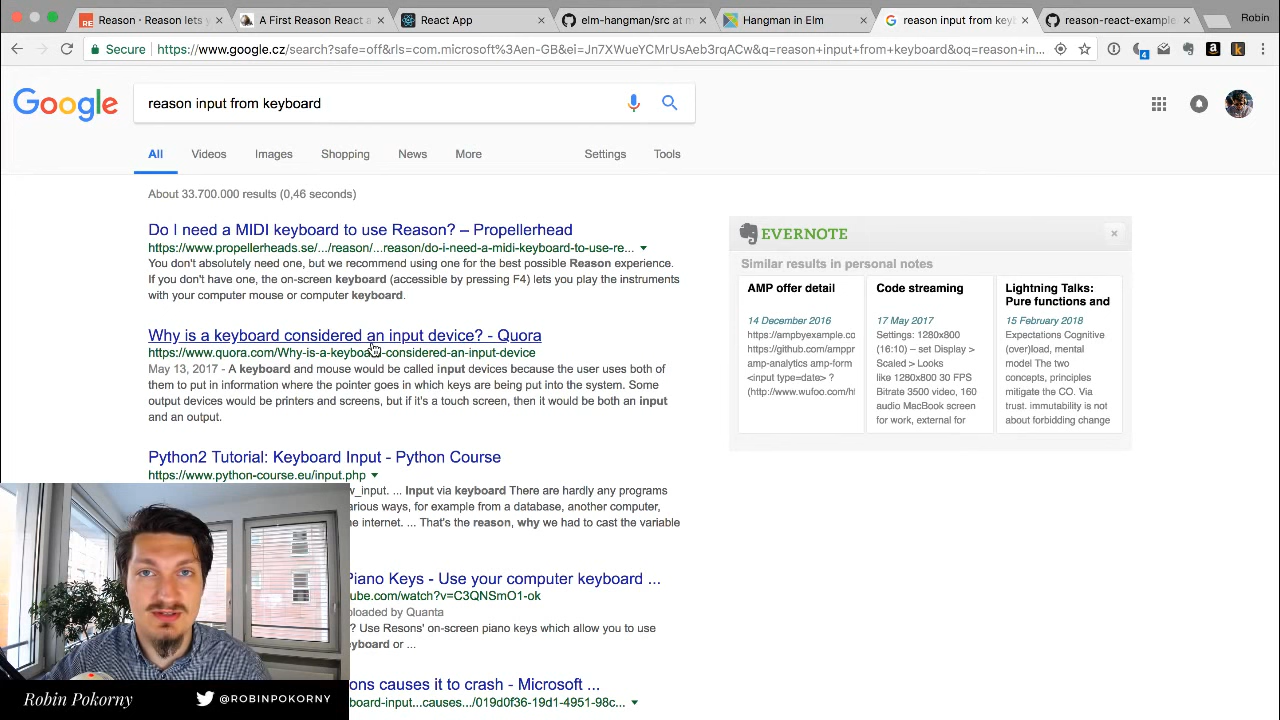 Reason · Reason lets y
A First Reason React a
React App
elm-hangman/src at m
Hangman in Elm
reason input from key
reason-react-example
Robin
Secure
https://www.google.cz/search?safe=off&rls=com.microsoft%3Aen-GB&ei=Jn7XWueYCMrUsAeb3rqACw&q=reason+input+from+keyboard&oq=reason+in...
4
Google
reason input from keyboard
All
Videos
Images
Shopping
News
More
Settings
Tools
About 33.700.000 results (0,46 seconds)
Do I need a MIDI keyboard to use Reason? – Propellerhead
https://www.propellerheads.se/.../reason/...reason/do-i-need-a-midi-keyboard-to-use-re...
You don't absolutely need one, but we recommend using one for the best possible Reason experience.
If you don't have one, the on-screen keyboard (accessible by pressing F4) lets you play the instruments
with your computer mouse or computer keyboard.
Why is a keyboard considered an input device? - Quora
https://www.quora.com/Why-is-a-keyboard-considered-an-input-device
May 13, 2017 - A keyboard and mouse would be called input devices because the user uses both of
them to put in information where the pointer goes in which keys are being put into the system. Some
output devices would be printers and screens, but if it's a touch screen, then it would be both an input
and an output.
Python2 Tutorial: Keyboard Input - Python Course
https://www.python-course.eu/input.php
w_input. ... Input via keyboard There are hardly any programs
arious ways, for example from a database, another computer,
ne internet. ... That's the reason, why we had to cast the variable
Piano Keys - Use your computer keyboard ...
ube.com/watch?v=C3QNSmO1-ok
ploaded by Quanta
? Use Resons' on-screen piano keys which allow you to use
eyboard or ...
ons causes it to crash - Microsoft ...
board-input...causes.../019d0f36-19d1-4951-98c...
EVERNOTE
Similar results in personal notes
AMP offer detail
14 December 2016
https://ampbyexample.co
https://github.com/amppr
amp-analytics amp-form
<input type=date> ?
(http://www.wufoo.com/ht
Code streaming
17 May 2017
Settings: 1280x800
(16:10) – set Display >
Scaled > Looks
like 1280x800 30 FPS
Bitrate 3500 video, 160
audio MacBook screen
for work, external for
Lightning Talks:
Pure functions and
15 February 2018
Expectations Cognitive
(over)load, mental
model The two
concepts, principles
mitigate the CO. Via
trust. immutability is not
about forbidding change
Robin Pokorny
@ROBINPOKORNY